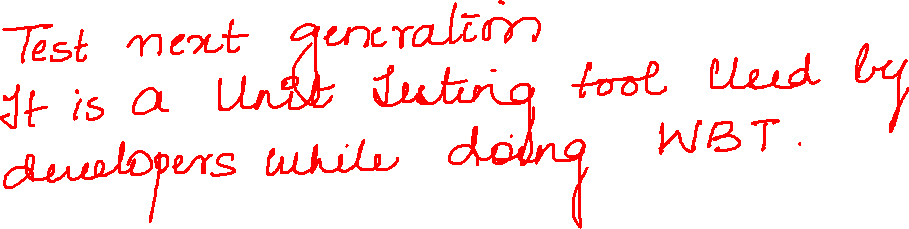 Test next generation
It is a Unit Testing tool Used by
developers while doing WBT.